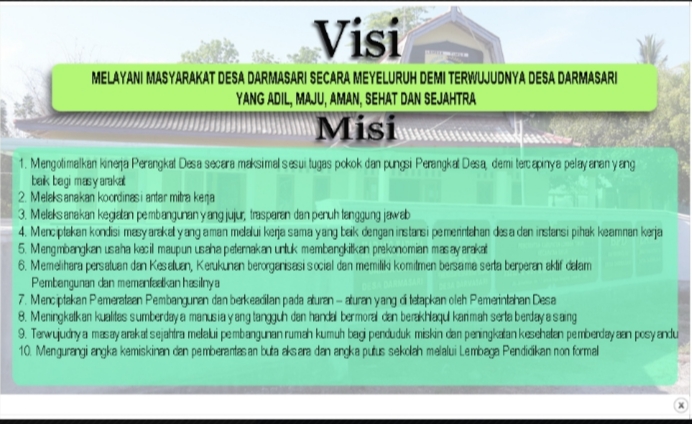 Visi
MELAYANI MASYARAKAT DESA DARMASARI SECARA MEYELURUH DEMI TERWUJUDNYA DESA DARMASARI
YANG ADIL, MAJU, AMAN, SEHAT DAN SEJAHTRA
Misi
1. Mengotimalkan kinerja Perangkat Desa secara maksimal sesui tugas pokok dan pungsi Perangkat Desa, demi tercapinya pelayanan yang
baik bagi masyarakat
2. Melaksanakan koordinasi antar mitra kerja
3. Melaksanakan kegiatan pembangunan yang jujur, trasparan dan penuh tanggung jawab
4. Menciptakan kondisi masyarakat yang aman melalui kerja sama yang baik dengan instansi pemerintahan desa dan instansi pihak keamnan kerja
5. Mengmbangkan usaha kecil maupun usaha peternakan untuk membangkitkan prekonomian masayarakat
6. Memelihara persatuan dan Kesatuan, Kerukunan berorganisasi social dan memiliki komitmen bersama serta berperan aktif dalam
Pembangunan dan memanfaatkan hasilnya
7. Menciptakan Pemerataan Pembangunan dan berkeadilan pada aturan – aturan yang di tetapkan oleh Pemerintahan Desa
8. Meningkatkan kualitas sumberdaya manusia yang tangguh dan handal bermoral dan berakhlaqul karimah serta berdaya saing
9. Terwujudnya masayarakat sejahtra melalui pembangunan rumah kumuh bagi penduduk miskin dan peningkatan kesehatan pemberdayaan posyandu
10. Mengurangi angka kemiskinan dan pemberantasan buta aksara dan angka putus sekolah melalui Lembaga Pendidikan non formal